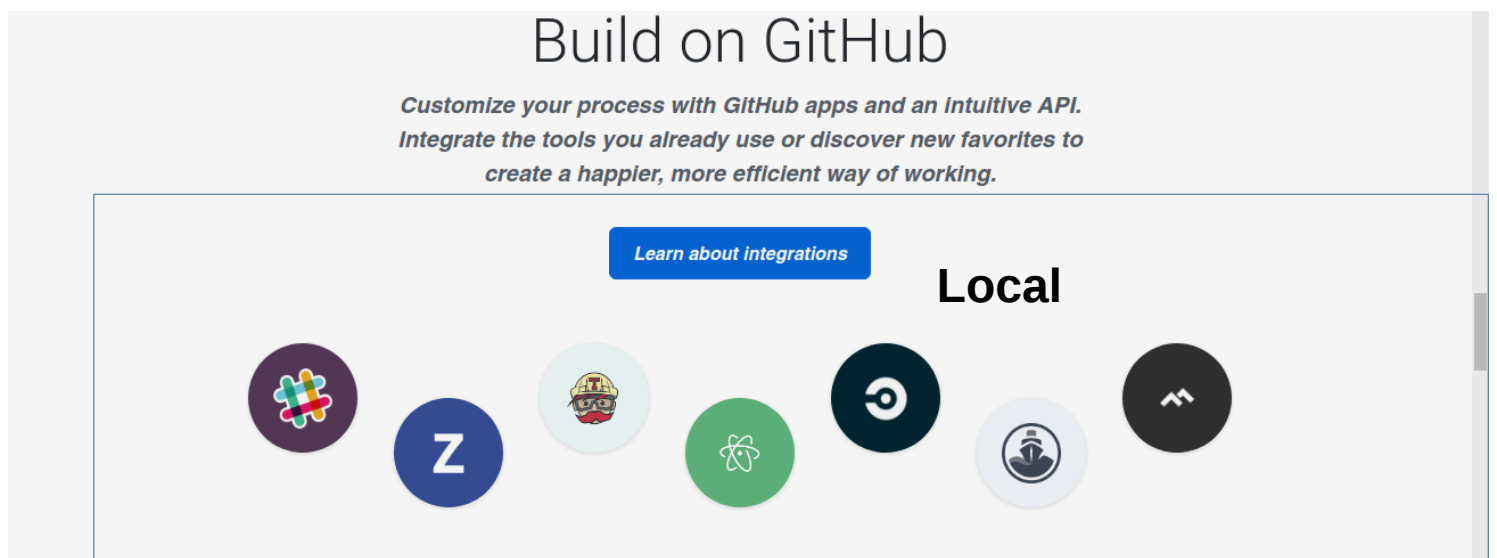 Build on GitHub
Customize your process with GitHub apps and an intuitive API.
Integrate the tools you already use or discover new favorites to
create a happier, more efficient way of working.
Learn about integrations
Local
T
Z